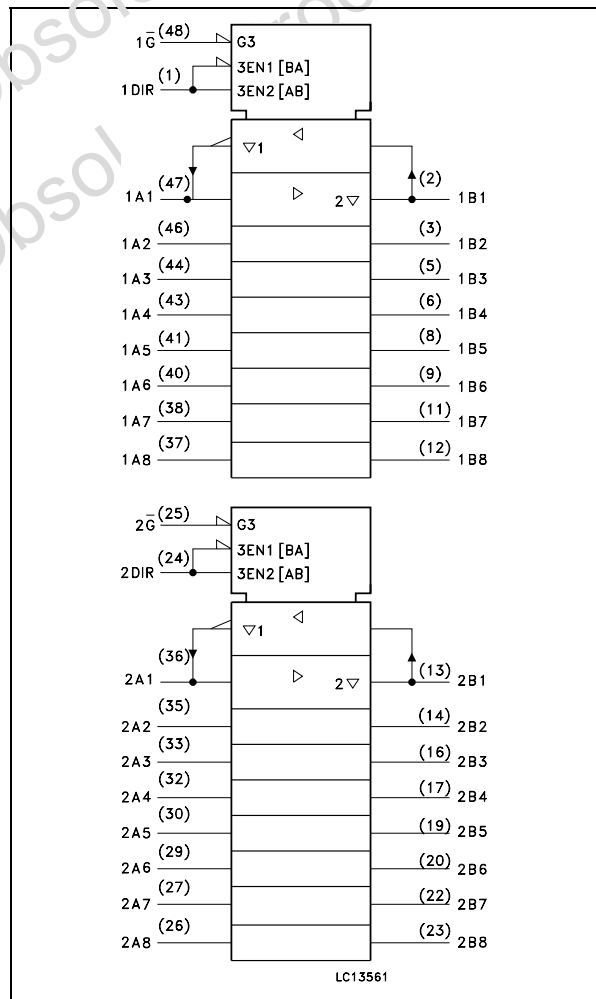 obsol
1G̅ (48) G3
3EN1 [BA]
1DIR (1) 3EN2 [AB]
▽1 ◁
1A1 (47) ▷ 2▽ (2) 1B1
1A2 (46) (3) 1B2
1A3 (44) (5) 1B3
1A4 (43) (6) 1B4
1A5 (41) (8) 1B5
1A6 (40) (9) 1B6
1A7 (38) (11) 1B7
1A8 (37) (12) 1B8
2G̅ (25) G3
3EN1 [BA]
2DIR (24) 3EN2 [AB]
▽1 ◁
2A1 (36) ▷ 2▽ (13) 2B1
2A2 (35) (14) 2B2
2A3 (33) (16) 2B3
2A4 (32) (17) 2B4
2A5 (30) (19) 2B5
2A6 (29) (20) 2B6
2A7 (27) (22) 2B7
2A8 (26) (23) 2B8
LC13561